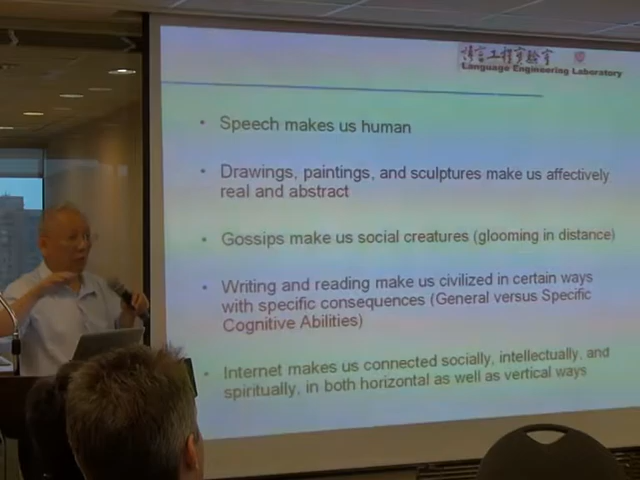 語言工程實驗室
Language Engineering Laboratory
• Speech makes us human
• Drawings, paintings, and sculptures make us affectively
real and abstract
• Gossips make us social creatures (glooming in distance)
• Writing and reading make us civilized in certain ways
with specific consequences (General versus Specific
Cognitive Abilities)
• Internet makes us connected socially, intellectually, and
spiritually, in both horizontal as well as vertical ways